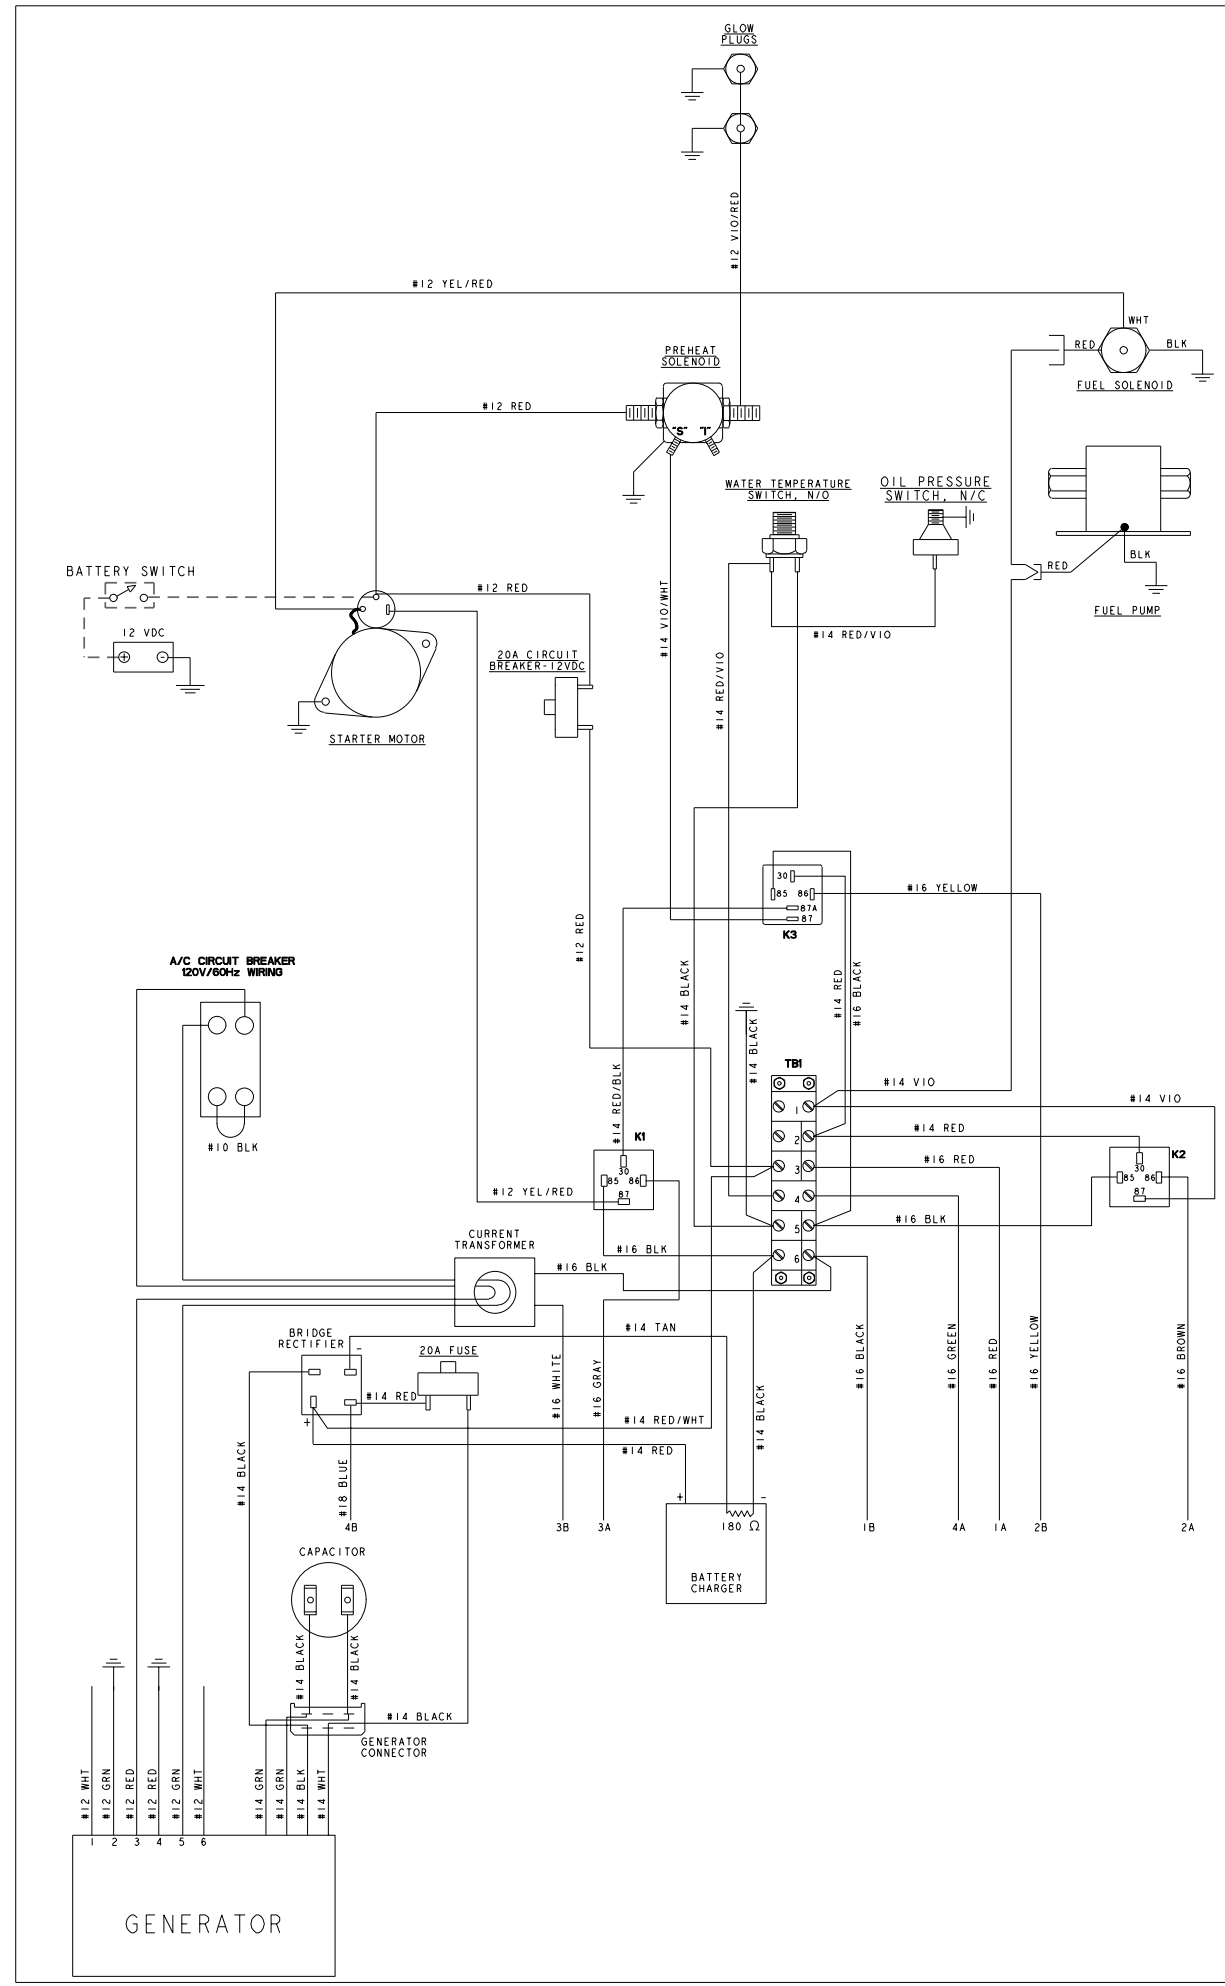 GLOW
PLUGS
#12 VIO/RED
#12 YEL/RED
WHT
RED
BLK
FUEL SOLENOID
PREHEAT
SOLENOID
#12 RED
"S" "I"
WATER TEMPERATURE
SWITCH, N/O
OIL PRESSURE
SWITCH, N/C
RED
BLK
FUEL PUMP
BATTERY SWITCH
12 VDC
+ -
#12 RED
#14 VIO/WHT
#14 RED/VIO
#14 RED/VIO
20A CIRCUIT
BREAKER-12VDC
STARTER MOTOR
30
85 86
87A
87
K3
#16 YELLOW
#12 RED
#14 BLACK
#14 RED
#16 BLACK
A/C CIRCUIT BREAKER
120V/60Hz WIRING
#10 BLK
#14 BLACK
TB1
1
2
3
4
5
6
#14 VIO
#14 VIO
#14 RED
#16 RED
#14 RED/BLK
K1
30
85 86
87
K2
30
85 86
87
#12 YEL/RED
#16 BLK
#16 BLK
#16 BLK
CURRENT
TRANSFORMER
BRIDGE
RECTIFIER
-
+
20A FUSE
#14 TAN
#14 RED
#14 RED/WHT
#14 RED
#16 WHITE
#16 GRAY
#14 BLACK
#16 BLACK
#16 GREEN
#16 RED
#16 YELLOW
#16 BROWN
#14 BLACK
#18 BLUE
4B
3B
3A
+ -
180 Ω
BATTERY
CHARGER
1B
4A
1A
2B
2A
CAPACITOR
#14 BLACK
#14 BLACK
#14 BLACK
GENERATOR
CONNECTOR
#12 WHT
#12 GRN
#12 RED
#12 RED
#12 GRN
#12 WHT
#14 GRN
#14 GRN
#14 BLK
#14 WHT
1 2 3 4 5 6
GENERATOR